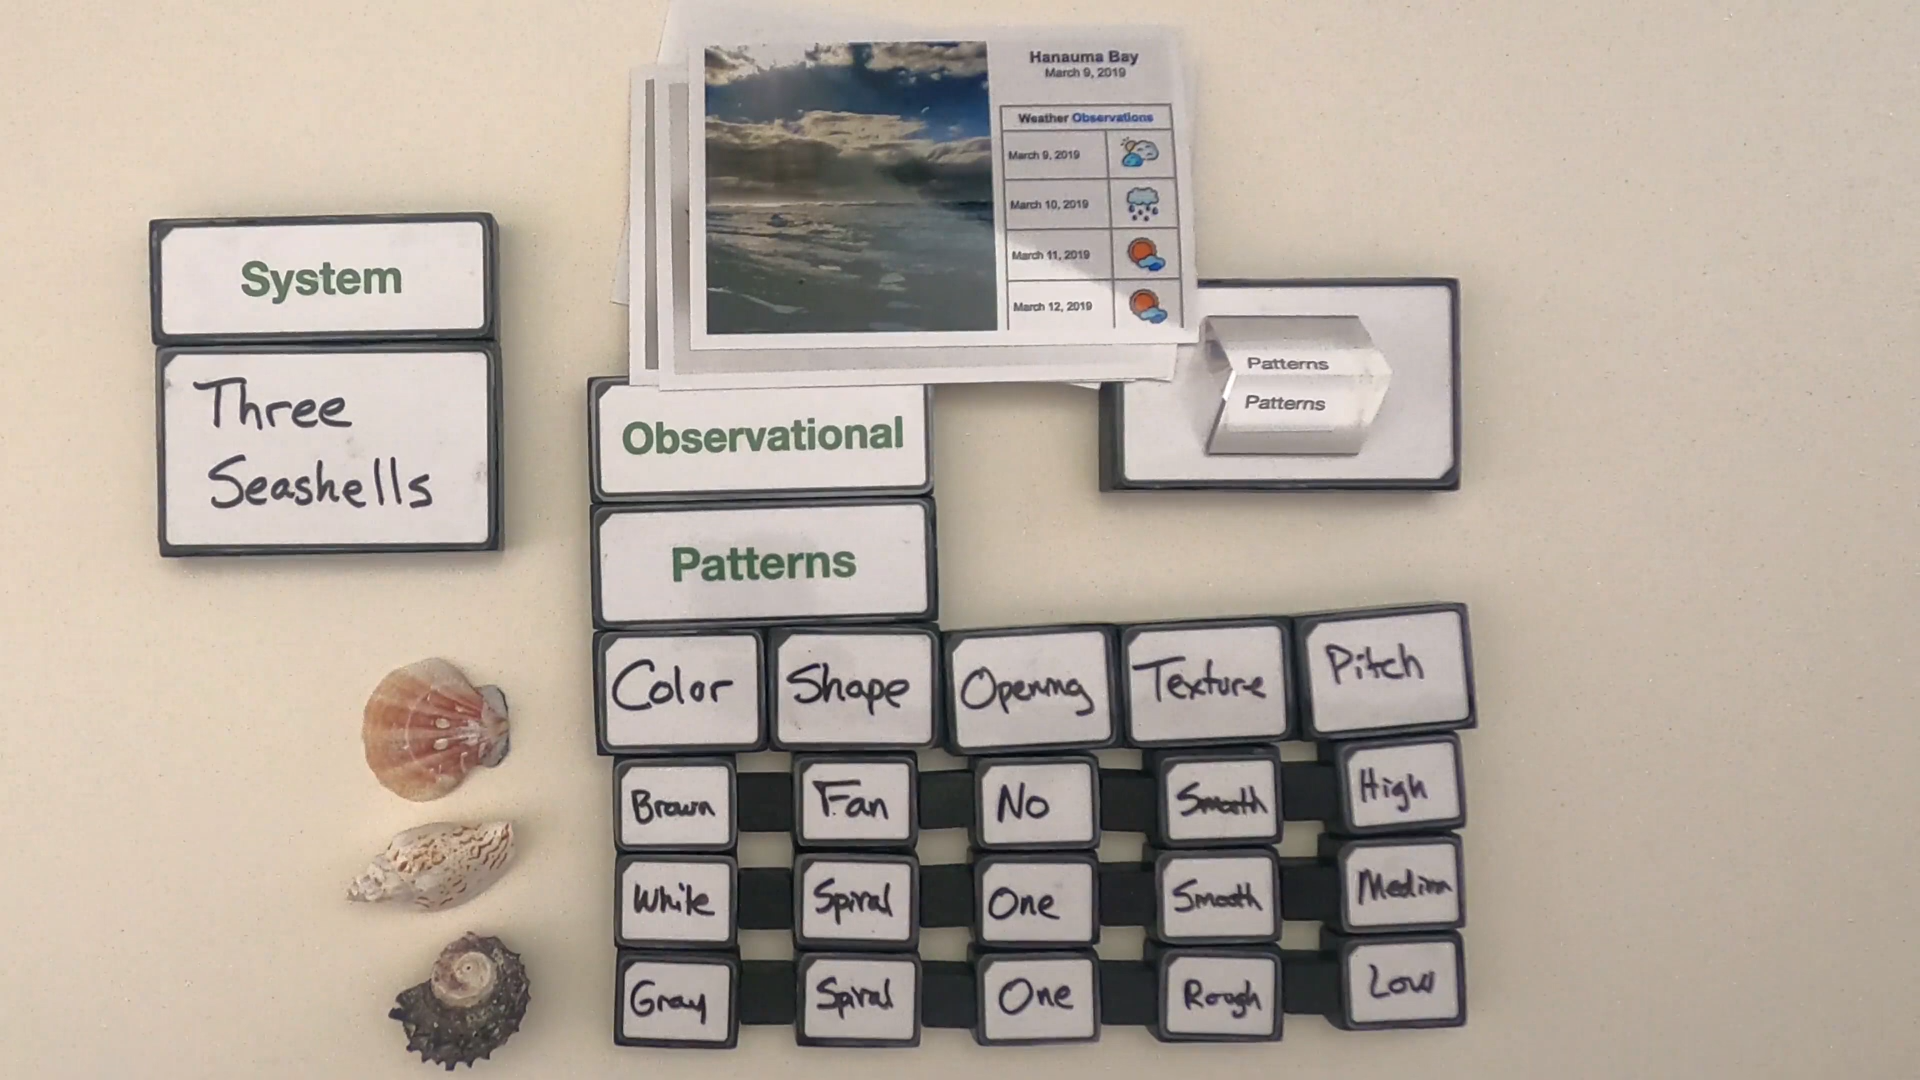 Hanauma Bay
March 9, 2019
Weather Observations
March 9, 2019
March 10, 2019
March 11, 2019
March 12, 2019
System
Three
Seashells
Patterns
Patterns
Observational
Patterns
Color Shape Opening Texture Pitch
Brown Fan No Smooth High
White Spiral One Smooth Medium
Gray Spiral One Rough Low